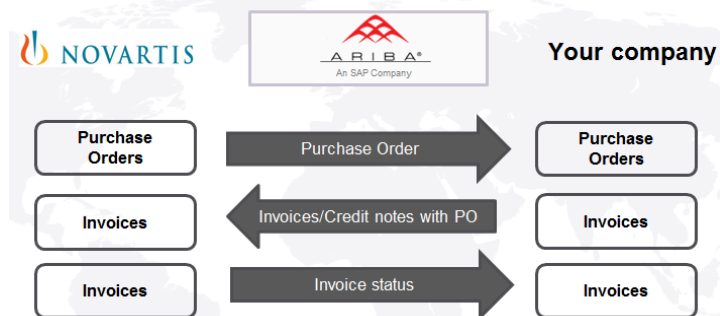 NOVARTIS
ARIBA®
An SAP Company
Your company
Purchase
Orders
Purchase Order
Purchase
Orders
Invoices
Invoices/Credit notes with PO
Invoices
Invoices
Invoice status
Invoices